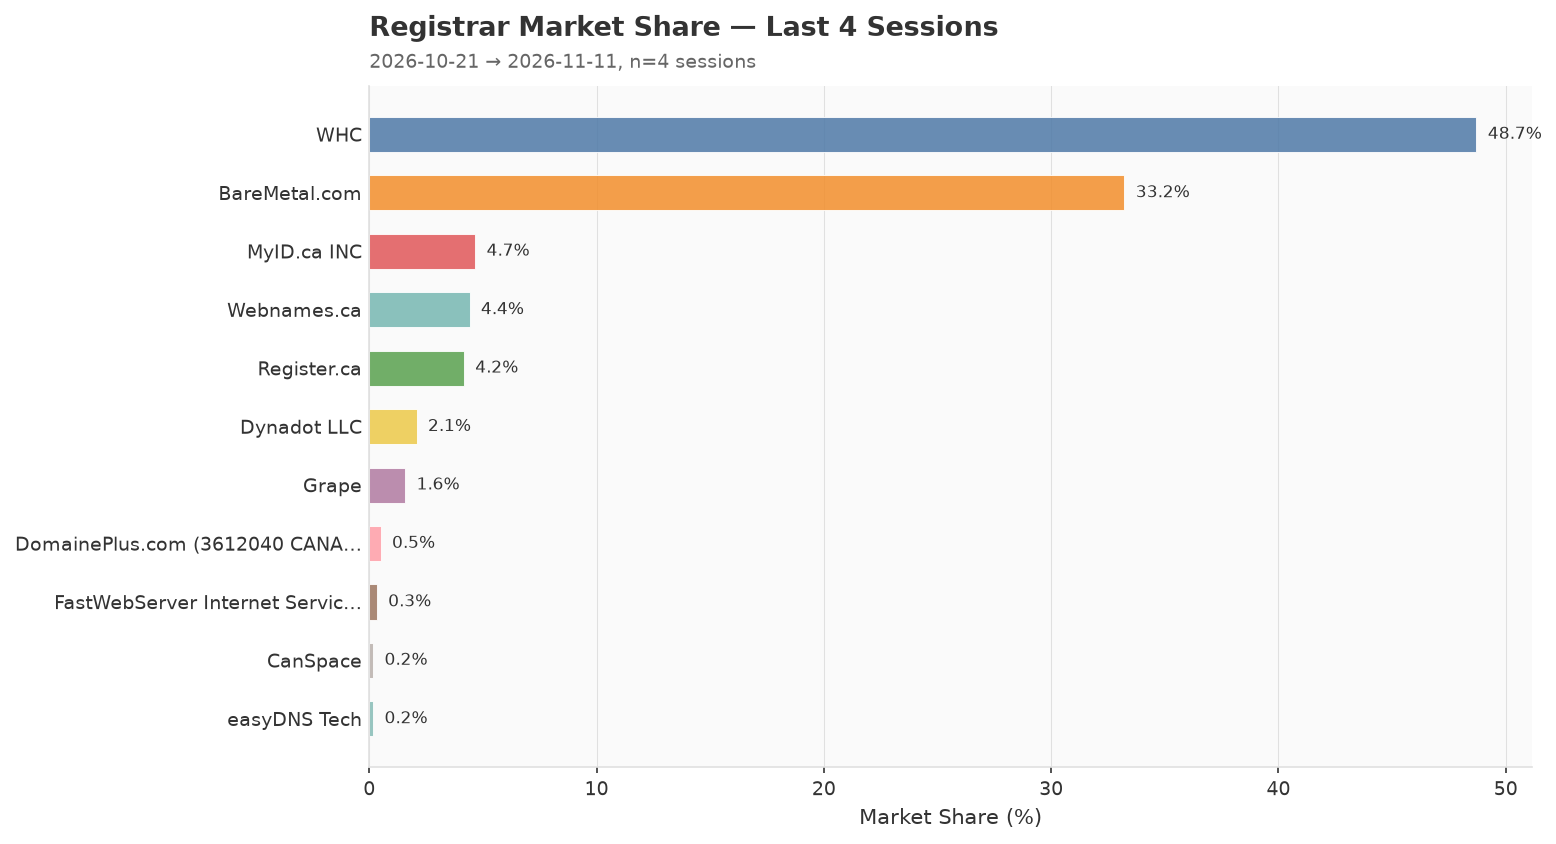 Registrar Market Share — Last 4 Sessions
2026-10-21 → 2026-11-11, n=4 sessions
WHC 48.7%
BareMetal.com 33.2%
MyID.ca INC 4.7%
Webnames.ca 4.4%
Register.ca 4.2%
Dynadot LLC 2.1%
Grape 1.6%
DomainePlus.com (3612040 CANA... 0.5%
FastWebServer Internet Servic... 0.3%
CanSpace 0.2%
easyDNS Tech 0.2%
0 10 20 30 40 50
Market Share (%)